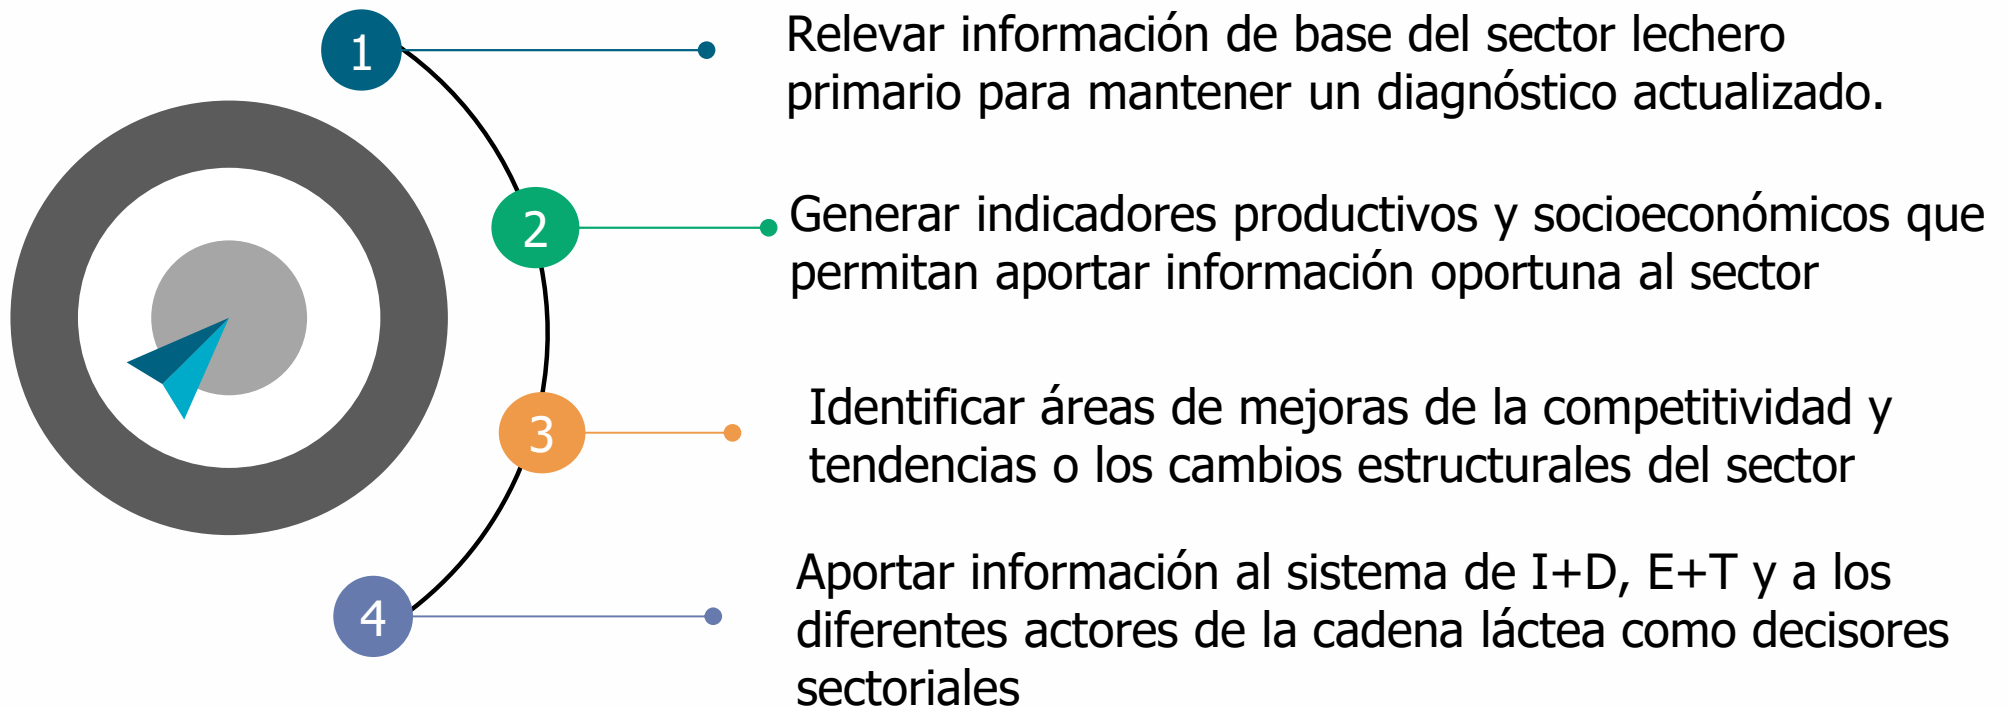 1
Relevar información de base del sector lechero
primario para mantener un diagnóstico actualizado.
2
Generar indicadores productivos y socioeconómicos que
permitan aportar información oportuna al sector
3
Identificar áreas de mejoras de la competitividad y
tendencias o los cambios estructurales del sector
4
Aportar información al sistema de I+D, E+T y a los
diferentes actores de la cadena láctea como decisores
sectoriales